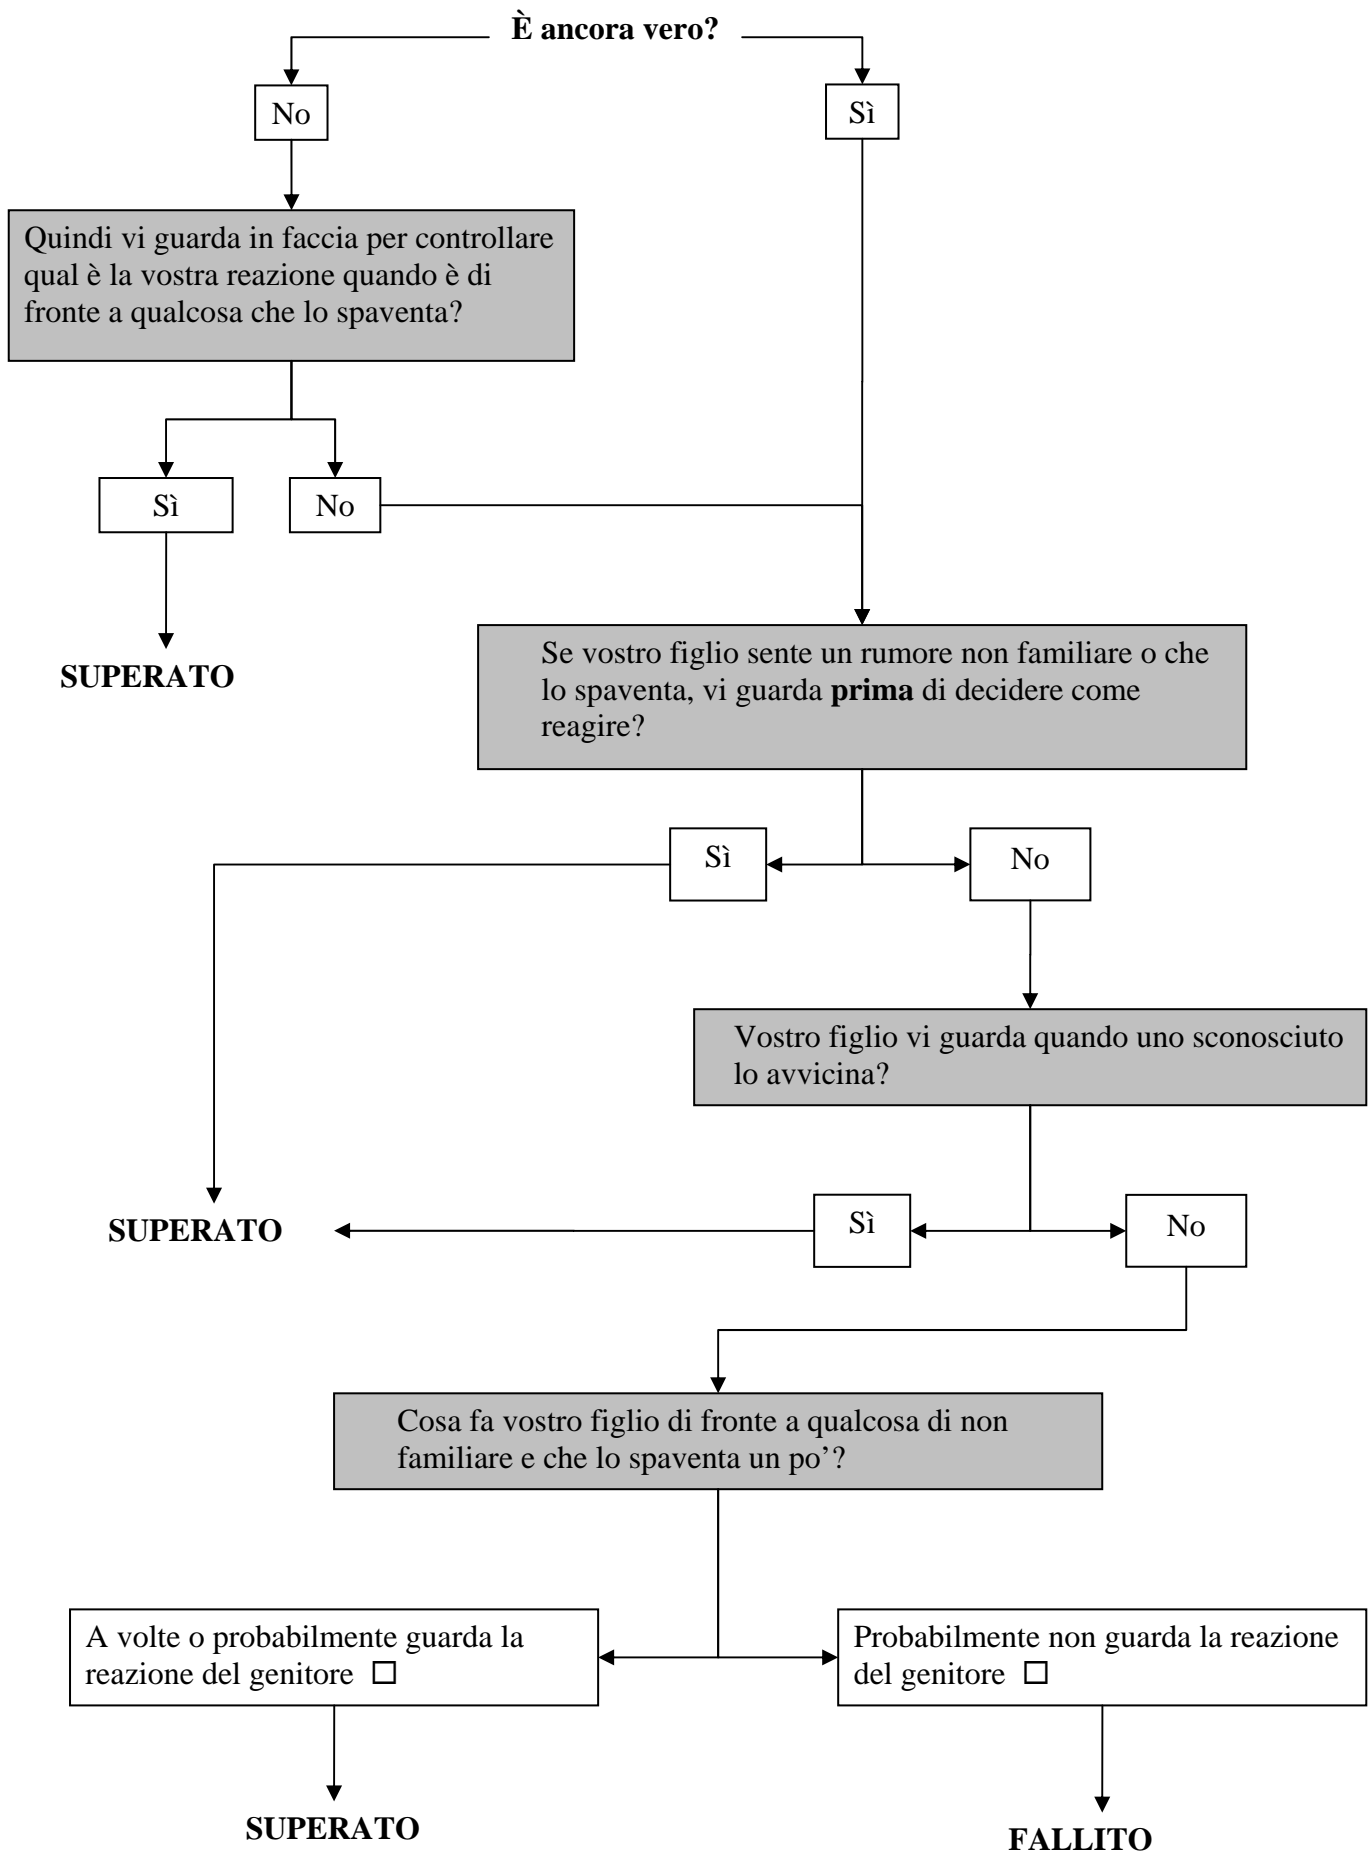 È ancora vero?
No
Sì
Quindi vi guarda in faccia per controllare
qual è la vostra reazione quando è di
fronte a qualcosa che lo spaventa?
Sì
No
SUPERATO
Se vostro figlio sente un rumore non familiare o che
lo spaventa, vi guarda prima di decidere come
reagire?
Sì
No
Vostro figlio vi guarda quando uno sconosciuto
lo avvicina?
SUPERATO
Sì
No
Cosa fa vostro figlio di fronte a qualcosa di non
familiare e che lo spaventa un po’?
A volte o probabilmente guarda la
reazione del genitore ☐
Probabilmente non guarda la reazione
del genitore ☐
SUPERATO
FALLITO